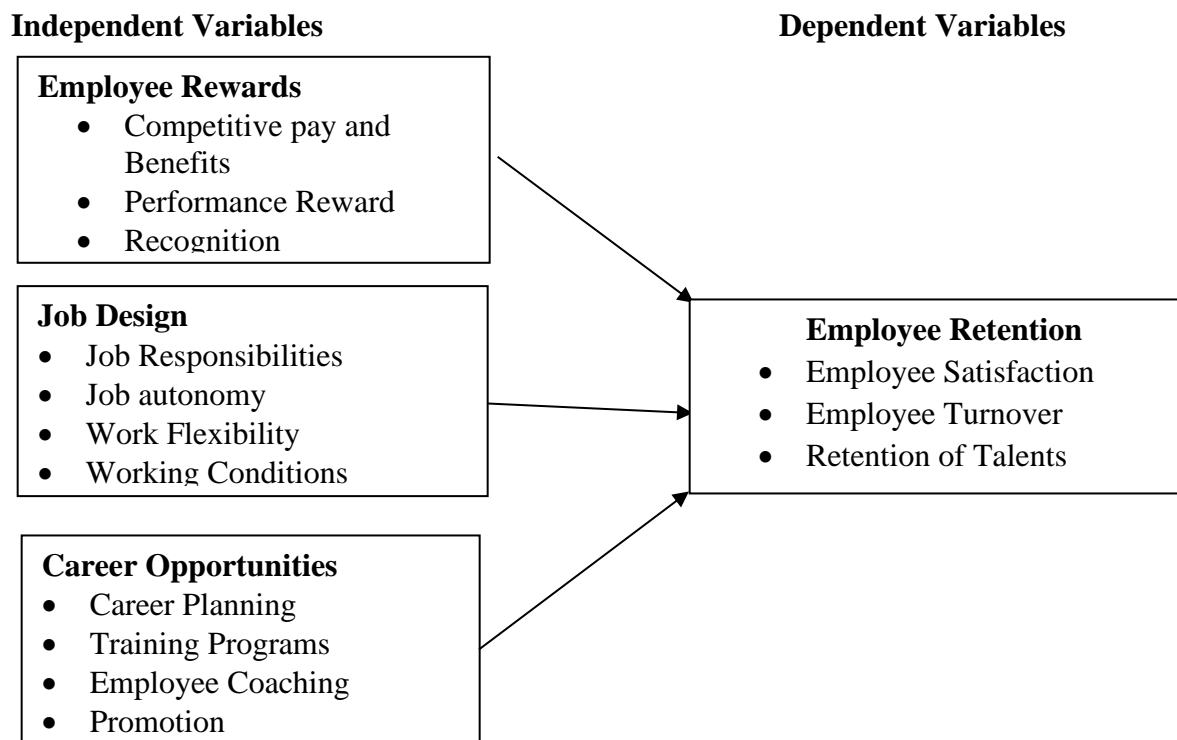 Independent Variables
Dependent Variables
Employee Rewards
• Competitive pay and
Benefits
• Performance Reward
• Recognition
Job Design
• Job Responsibilities
• Job autonomy
• Work Flexibility
• Working Conditions
Career Opportunities
• Career Planning
• Training Programs
• Employee Coaching
• Promotion
Employee Retention
• Employee Satisfaction
• Employee Turnover
• Retention of Talents